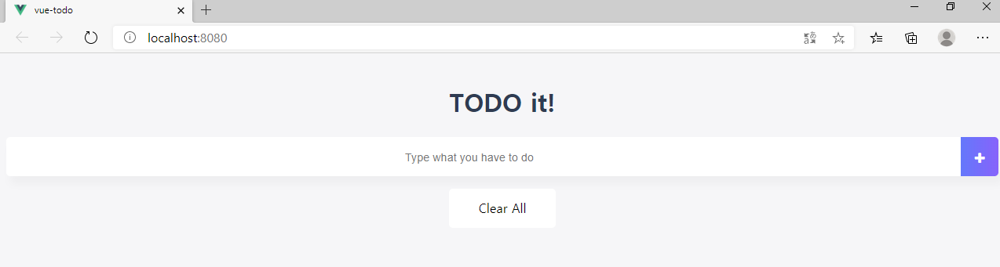 vue-todo
localhost:8080
TODO it!
Type what you have to do
Clear All